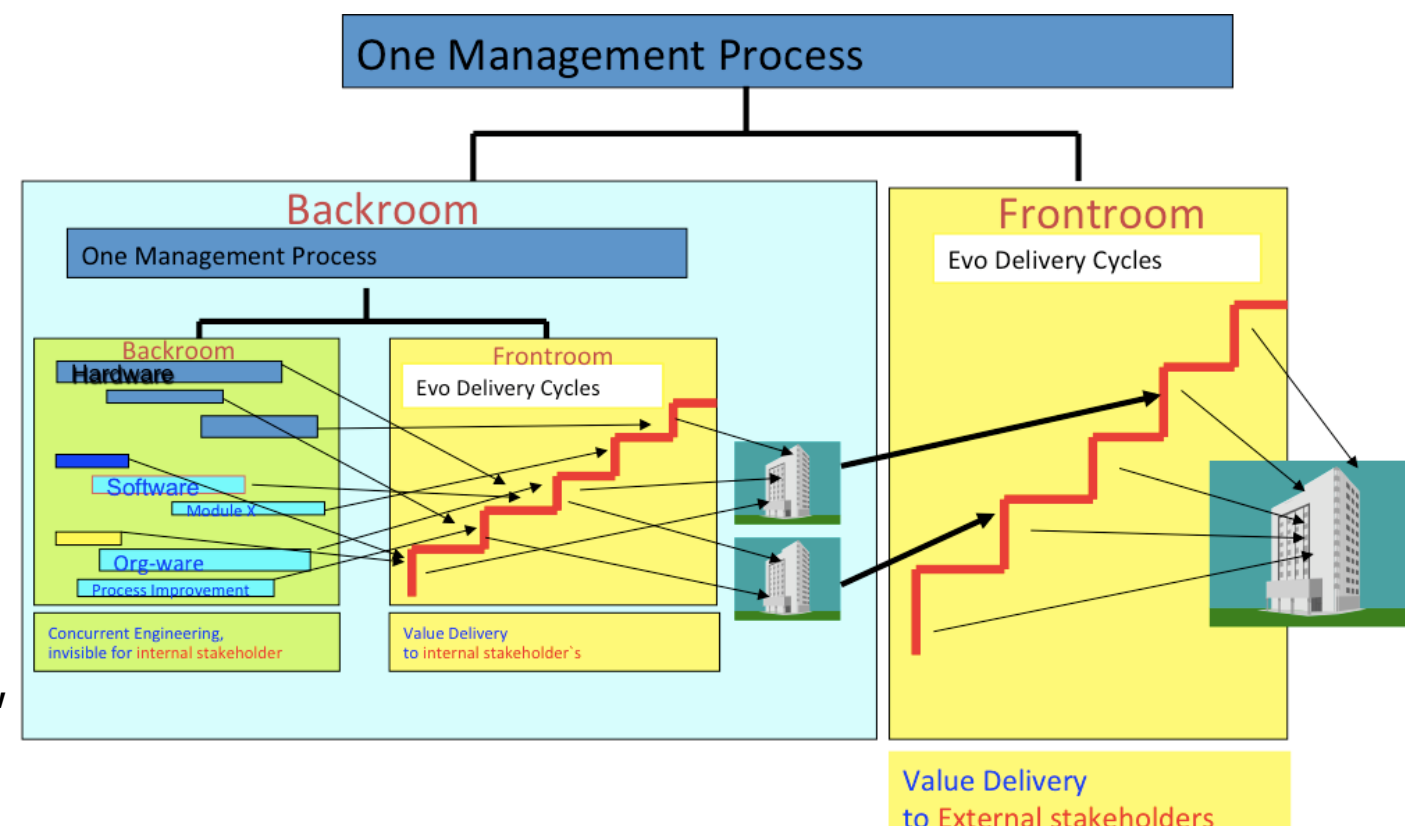 One Management Process
Backroom
One Management Process
Backroom
Hardware
Software
Module X
Org-ware
Process Improvement
Concurrent Engineering,
invisible for internal stakeholder
Frontroom
Evo Delivery Cycles
Value Delivery
to internal stakeholder`s
Frontroom
Evo Delivery Cycles
Value Delivery
to External stakeholders